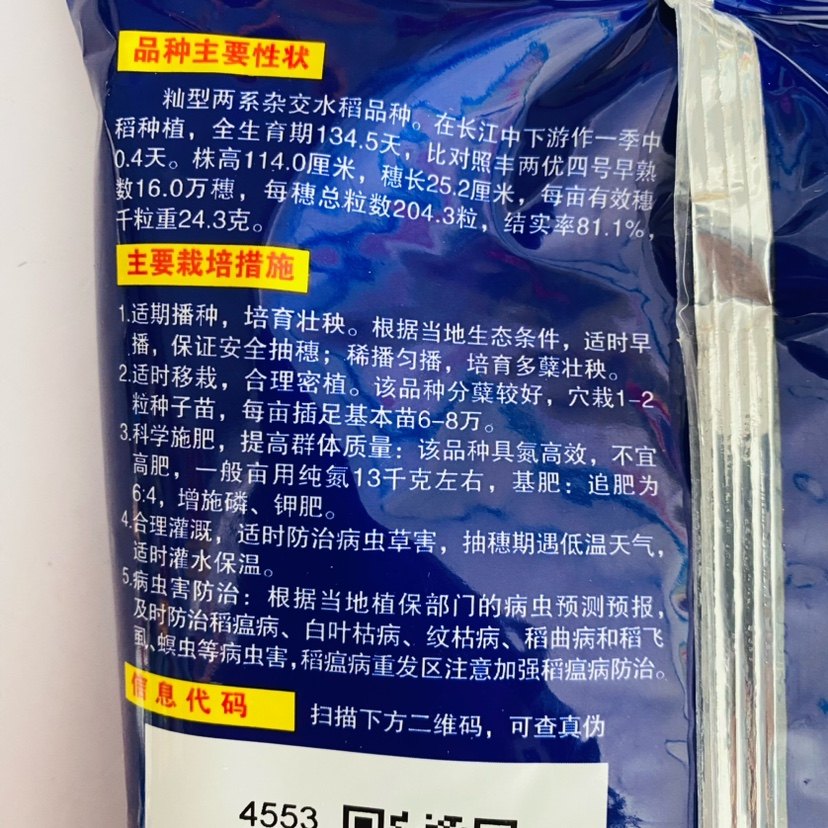 品种主要性状
籼型两系杂交水稻品种。在长江中下游作一季中
稻种植，全生育期134.5天，比对照丰两优四号早熟
0.4天。株高114.0厘米，穗长25.2厘米，每亩有效穗
数16.0万穗，每穗总粒数204.3粒，结实率81.1%，
千粒重24.3克。
主要栽培措施
1.适期播种，培育壮秧。根据当地生态条件，适时早
播，保证安全抽穗；稀播匀播，培育多蘖壮秧。
2.适时移栽，合理密植。该品种分蘖较好，穴栽1-2
粒种子苗，每亩插足基本苗6-8万。
3.科学施肥，提高群体质量：该品种具氮高效，不宜
高肥，一般亩用纯氮13千克左右，基肥：追肥为
6:4，增施磷、钾肥。
4.合理灌溉，适时防治病虫草害，抽穗期遇低温天气，
适时灌水保温。
5.病虫害防治：根据当地植保部门的病虫预测预报，
及时防治稻瘟病、白叶枯病、纹枯病、稻曲病和稻飞
虱、螟虫等病虫害，稻瘟病重发区注意加强稻瘟病防治。
信息代码
扫描下方二维码，可查真伪
4553